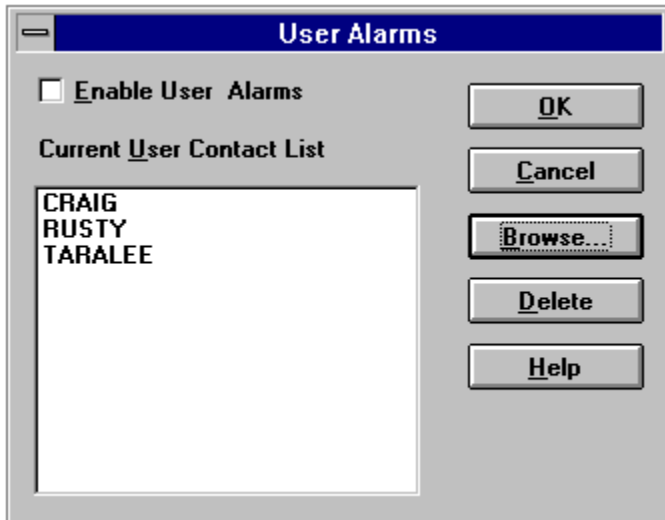 User Alarms
Enable User Alarms
Current User Contact List
CRAIG
RUSTY
TARALEE
OK
Cancel
Browse...
Delete
Help